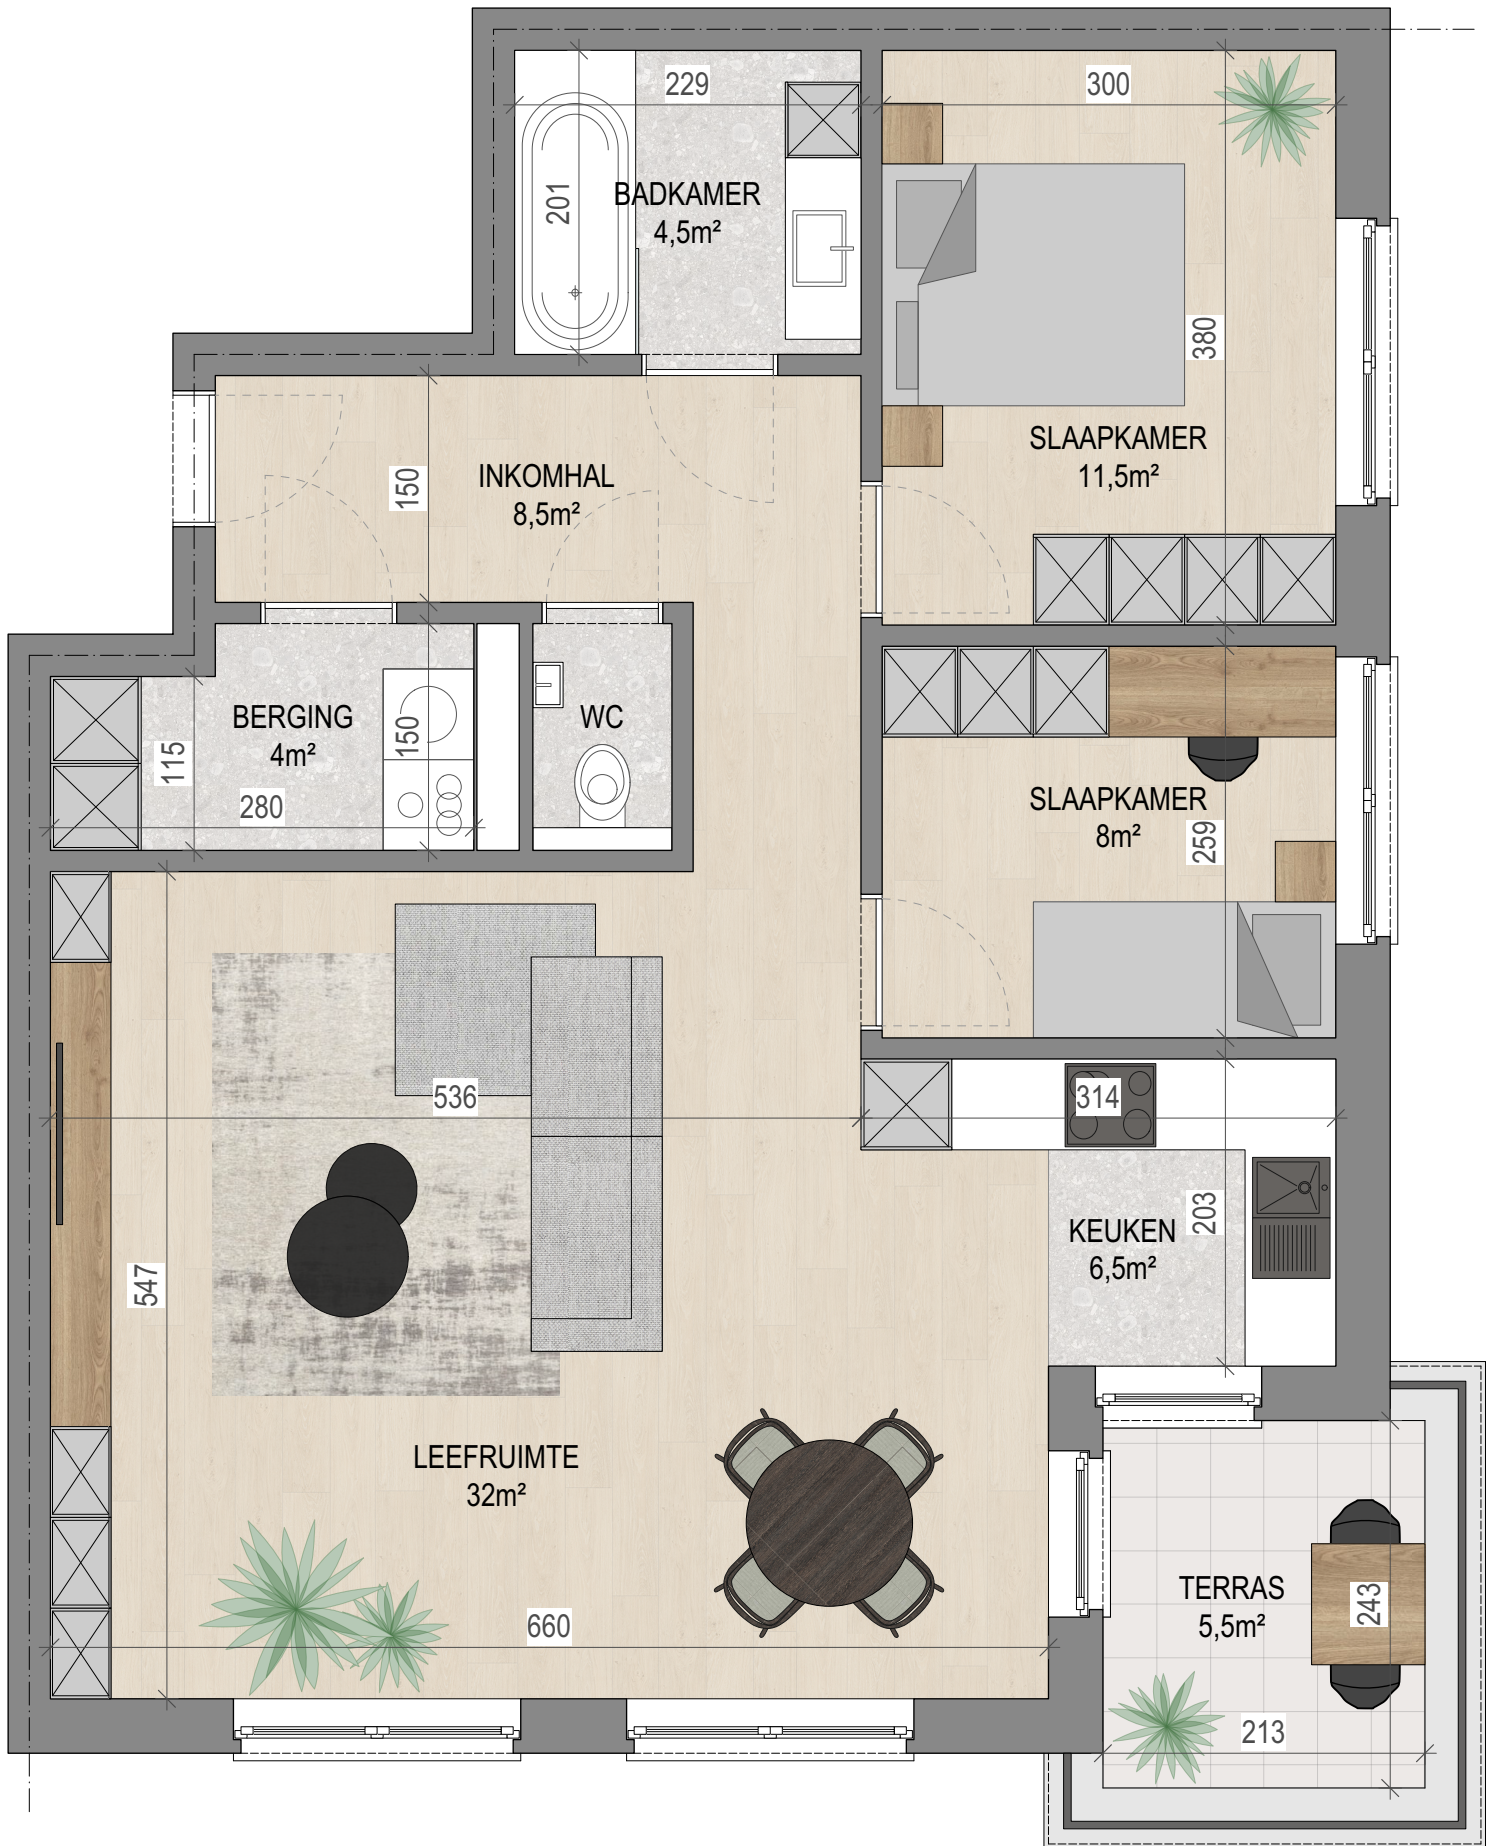 229
300
201
BADKAMER
4,5m²
380
SLAAPKAMER
11,5m²
INKOMHAL
8,5m²
150
BERGING
4m²
115
150
280
WC
SLAAPKAMER
8m²
259
536
314
KEUKEN
6,5m²
203
547
LEEFRUIMTE
32m²
660
TERRAS
5,5m²
243
213